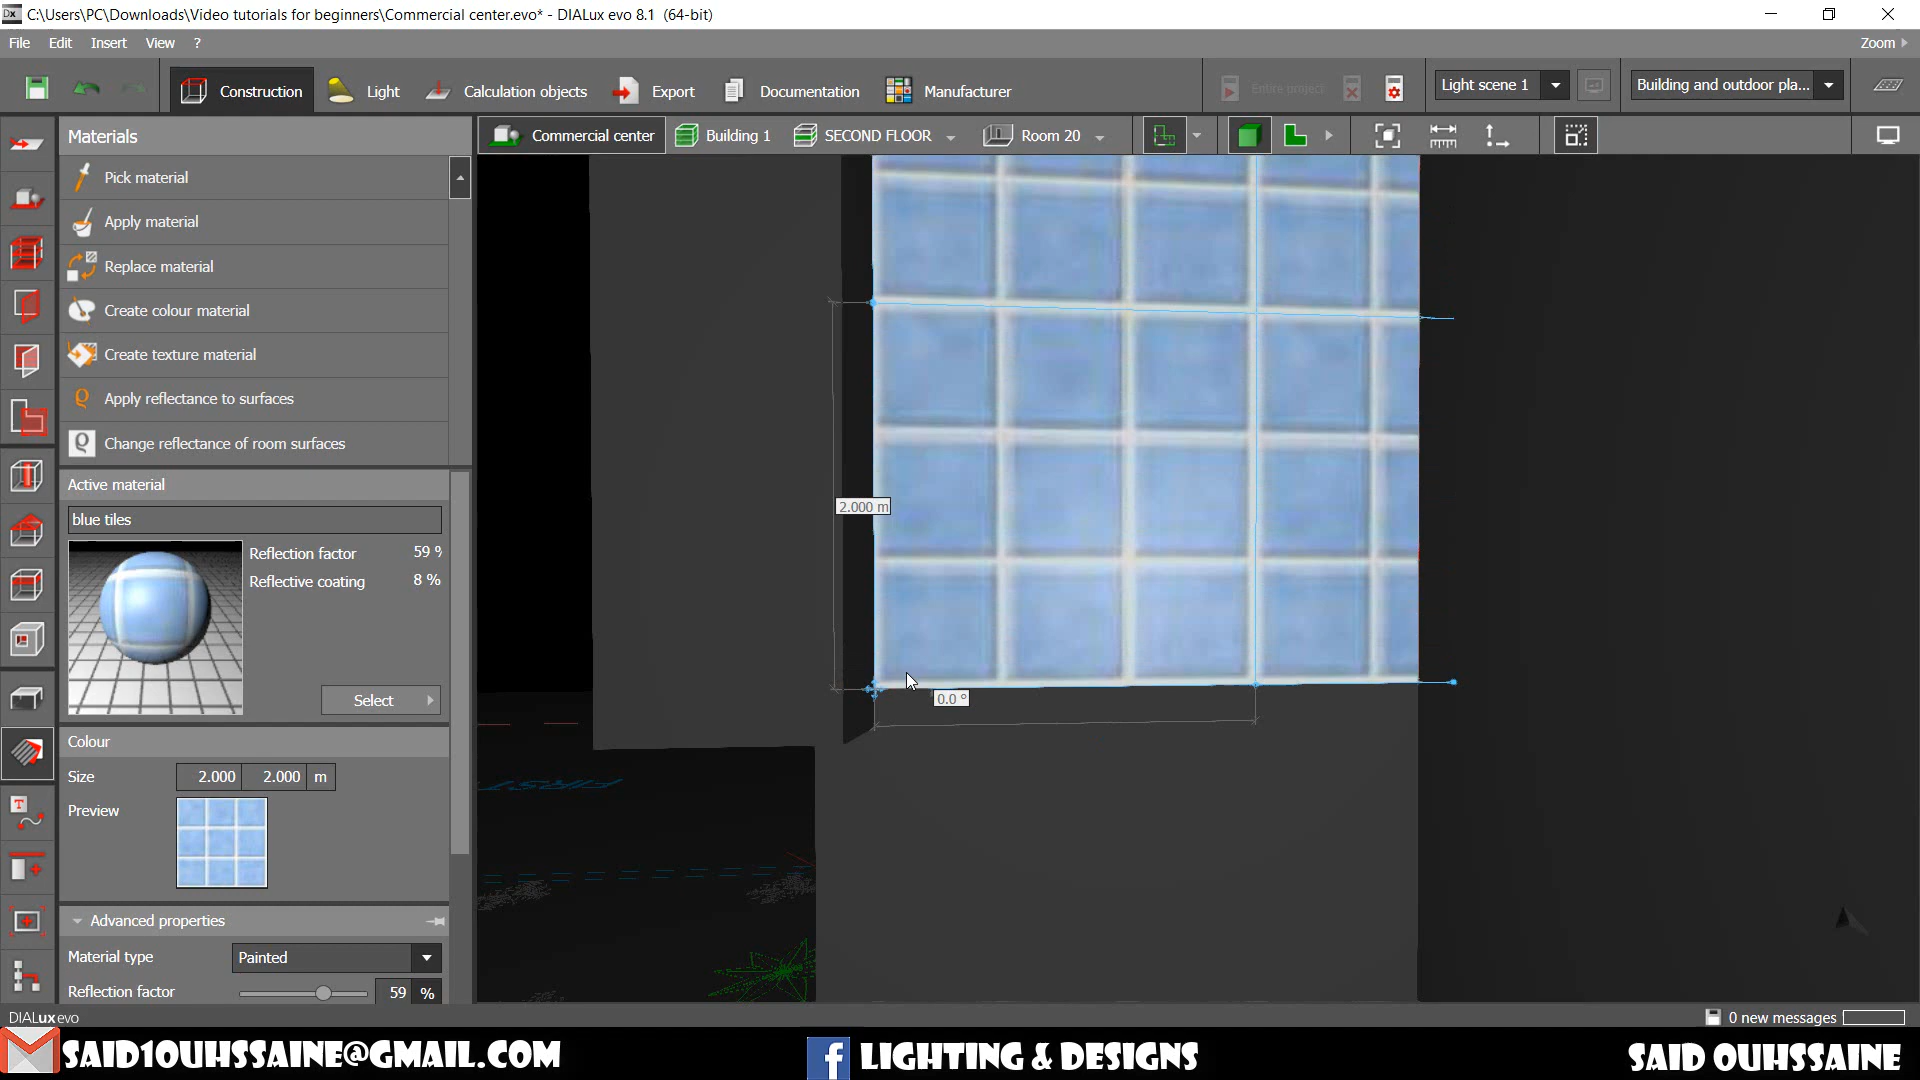 C:\Users\PC\Downloads\Video tutorials for beginners\Commercial center.evo* - DIALux evo 8.1 (64-bit)
File Edit Insert View ? Zoom
Construction Light Calculation objects Export Documentation Manufacturer Entire project Light scene 1 Building and outdoor pla...
Materials
Commercial center Building 1 SECOND FLOOR Room 20
Pick material
Apply material
Replace material
Create colour material
Create texture material
Apply reflectance to surfaces
Change reflectance of room surfaces
Active material
blue tiles
Reflection factor 59 %
Reflective coating 8 %
Select
Colour
Size 2.000 2.000 m
Preview
Advanced properties
Material type Painted
Reflection factor 59 %
2.000 m
0.0 °
DIALux evo
0 new messages
SAID1OUHSSAINE@GMAIL.COM
LIGHTING & DESIGNS
SAID OUHSSAINE